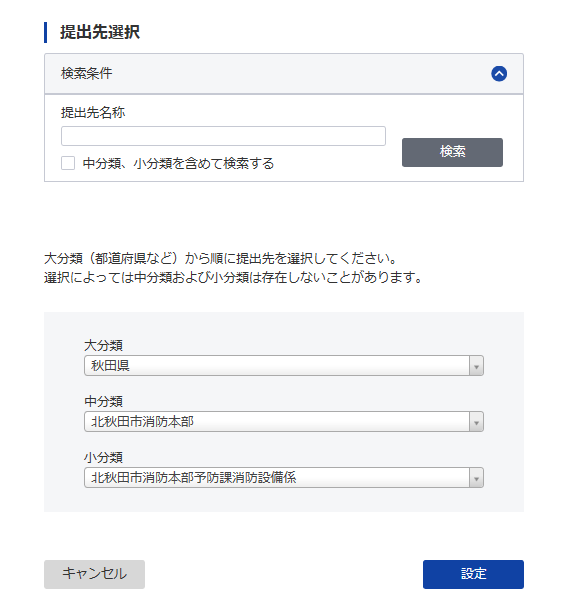 提出先選択
検索条件
提出先名称
検索
中分類、小分類を含めて検索する
大分類（都道府県など）から順に提出先を選択してください。
選択によっては中分類および小分類は存在しないことがあります。
大分類
秋田県
中分類
北秋田市消防本部
小分類
北秋田市消防本部予防課消防設備係
キャンセル
設定